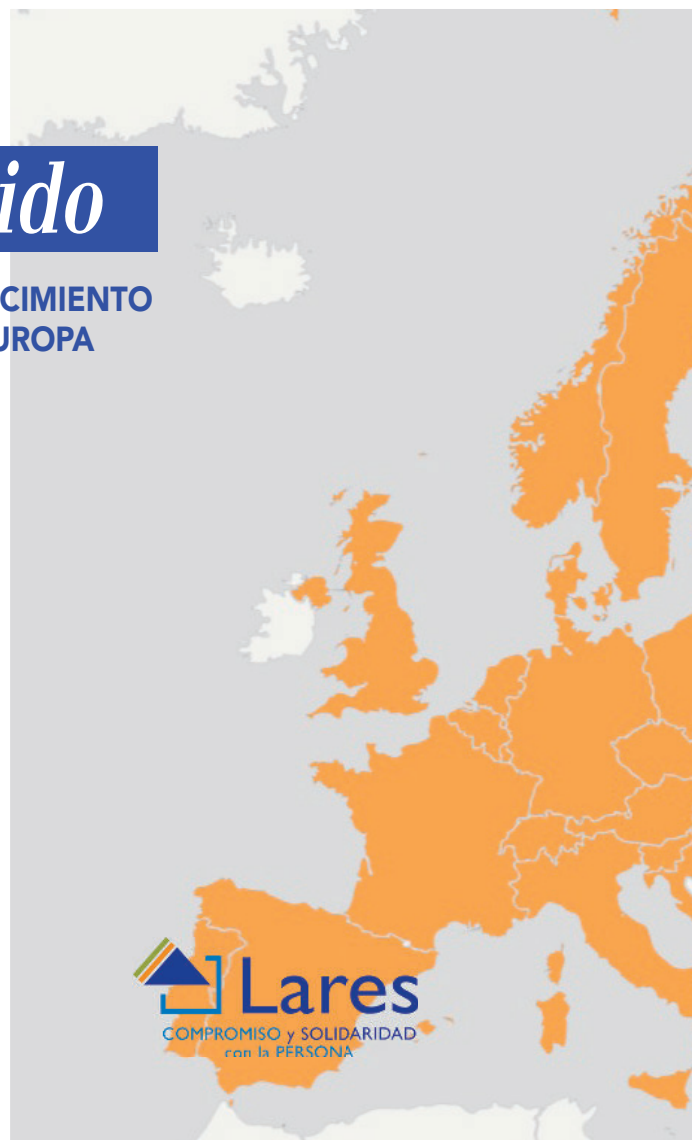 ido
CIMIENTO
UROPA
Lares
COMPROMISO y SOLIDARIDAD
con la PERSONA